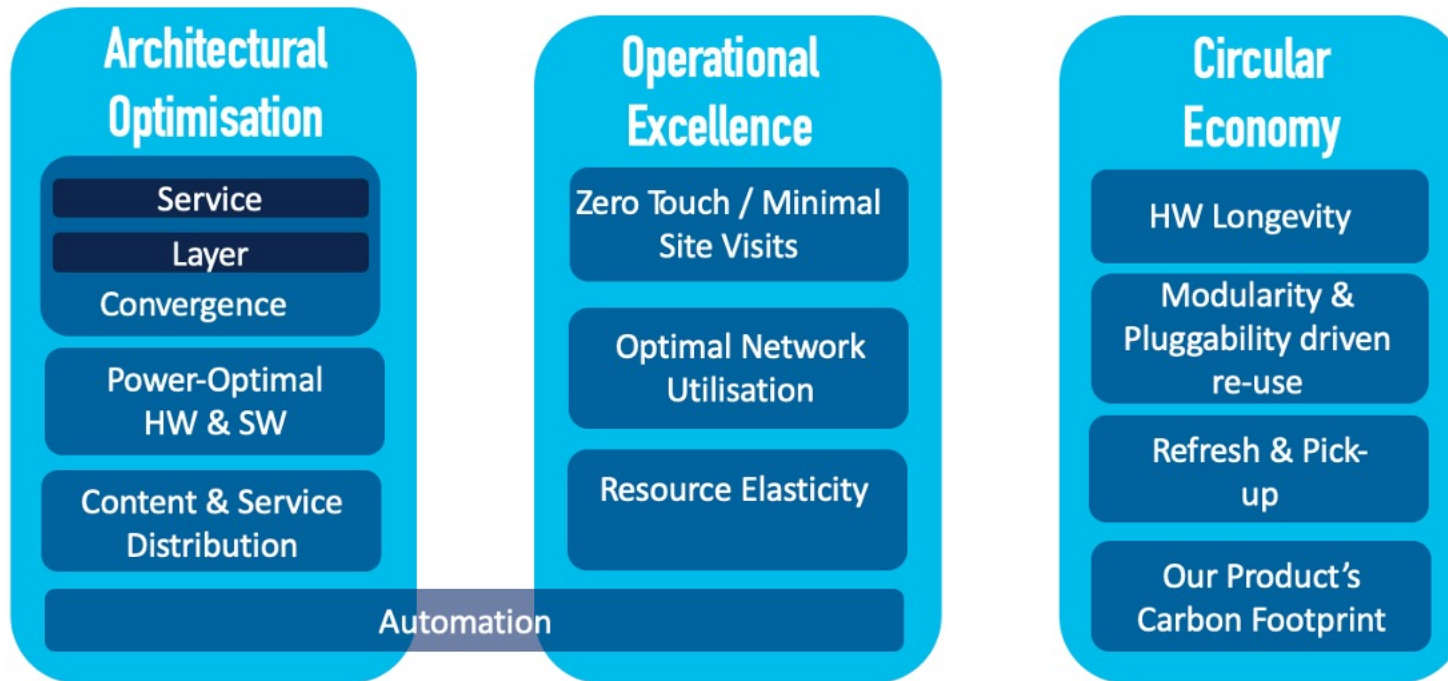 Architectural
Optimisation
Service
Layer
Convergence
Power-Optimal
HW & SW
Content & Service
Distribution
Operational
Excellence
Zero Touch / Minimal
Site Visits
Optimal Network
Utilisation
Resource Elasticity
Automation
Circular
Economy
HW Longevity
Modularity &
Pluggability driven
re-use
Refresh & Pick-
up
Our Product’s
Carbon Footprint